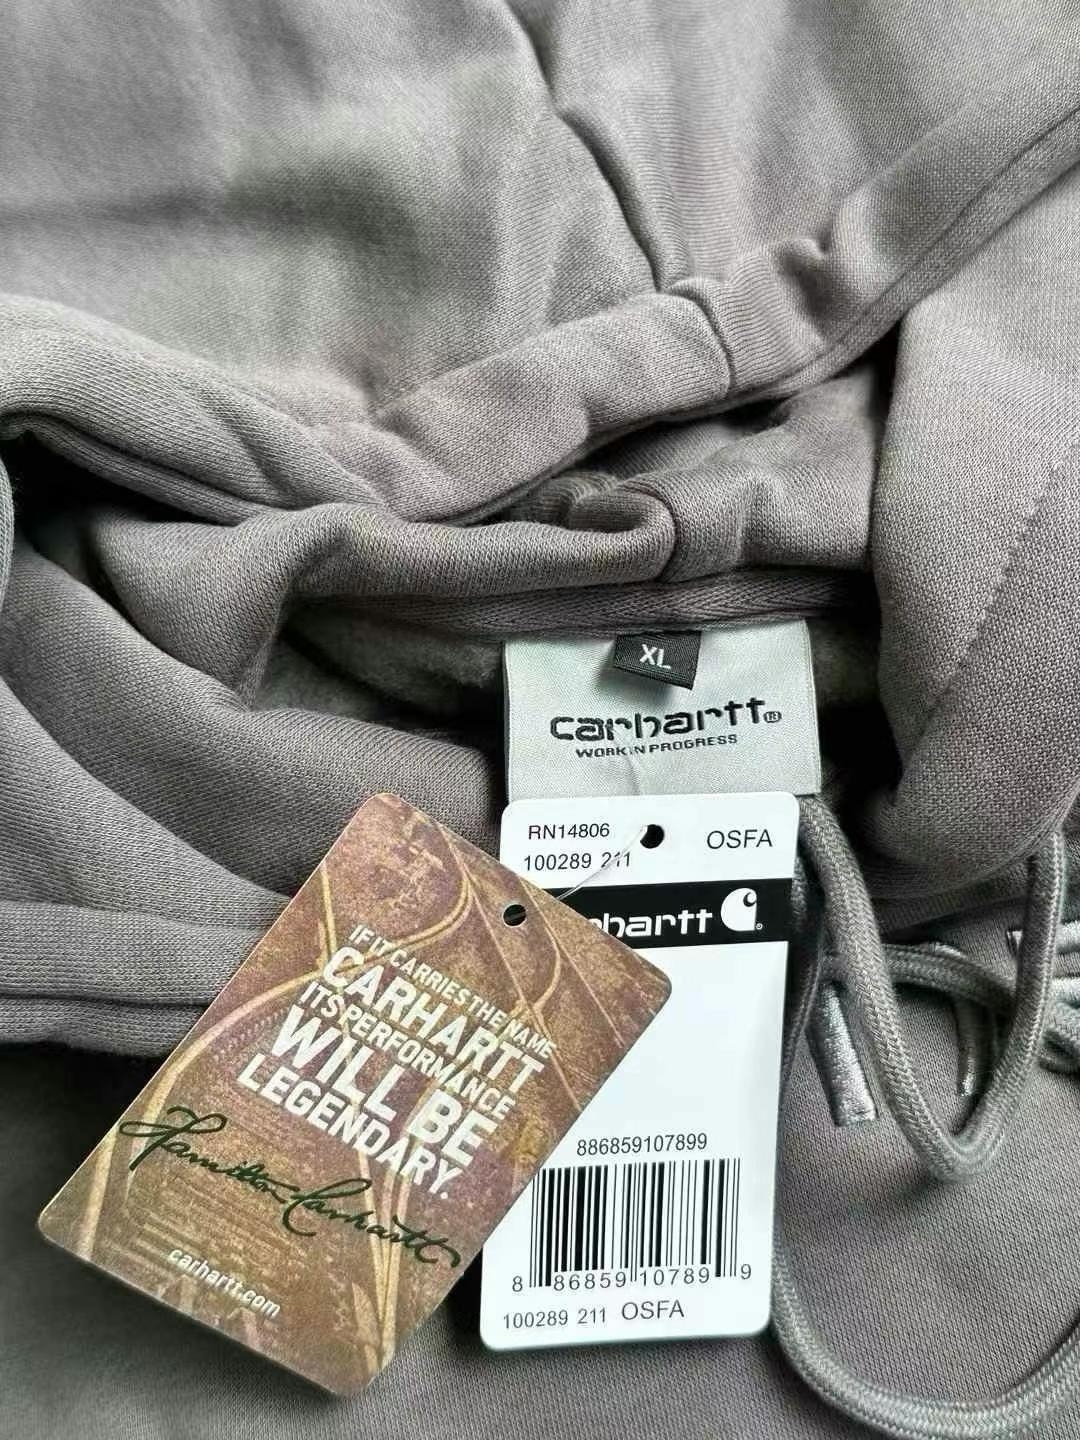 XL
carhartt®
WORK IN PROGRESS
RN14806
OSFA
100289 211
hartt
IF IT CARRIES THE NAME
CARHARTT
ITS PERFORMANCE
WILL BE
LEGENDARY.
Hamilton Carhartt
carhartt.com
886859107899
8 86859 10789 9
100289 211 OSFA